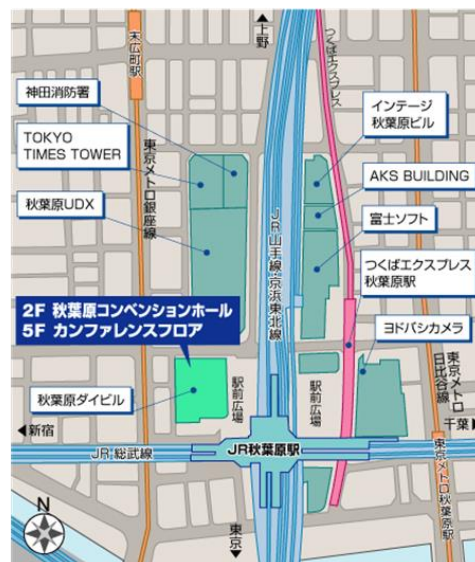 上野
末広町駅
つくばエクスプレス
神田消防署
TOKYO
TIMES TOWER
秋葉原UDX
東京メトロ銀座線
JR山手線・京浜東北線
インテージ
秋葉原ビル
AKS BUILDING
富士ソフト
つくばエクスプレス
秋葉原駅
2F 秋葉原コンベンションホール
5F カンファレンスフロア
ヨドバシカメラ
秋葉原ダイビル
駅前広場
駅前広場
東京メトロ
日比谷線
新宿
千葉
JR秋葉原駅
JR 総武線
東京メトロ秋葉原駅
N
東京